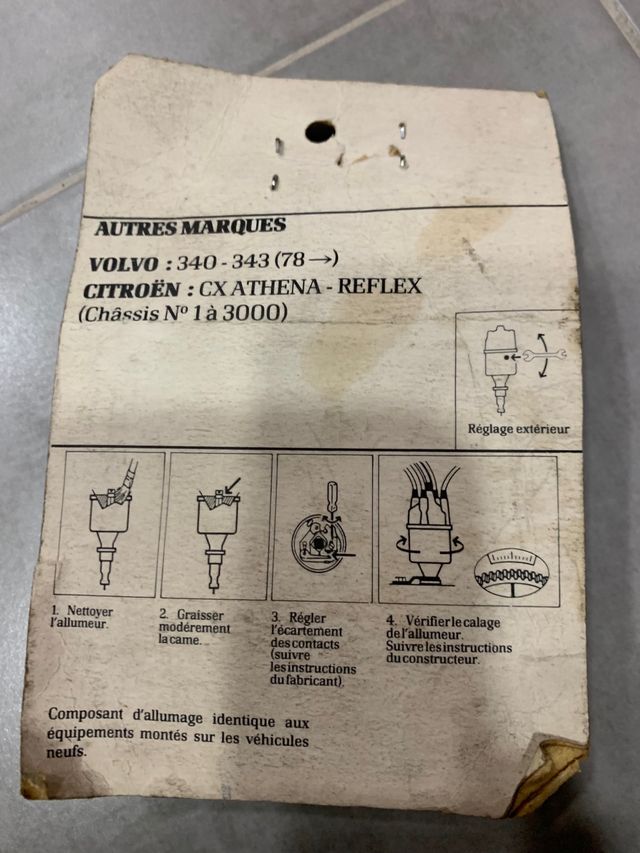 AUTRES MARQUES
VOLVO : 340 - 343 (78 →)
CITROËN : CX ATHENA - REFLEX
(Châssis Nº 1 à 3000)
Réglage extérieur
1. Nettoyer
l'allumeur.
2. Graisser
modérement
la came.
3. Régler
l'écartement
des contacts
(suivre
les instructions
du fabricant).
4. Vérifier le calage
de l'allumeur.
Suivre les instructions
du constructeur.
Composant d'allumage identique aux
équipements montés sur les véhicules
neufs.